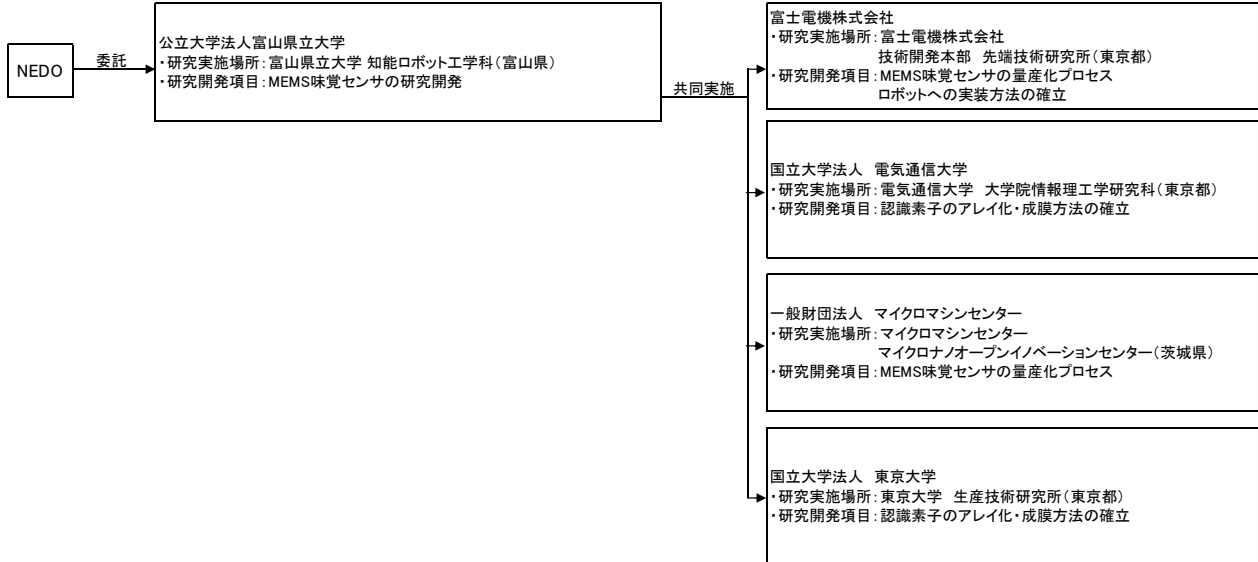 NEDO
委託
公立大学法人富山県立大学
・研究実施場所：富山県立大学 知能ロボット工学科（富山県）
・研究開発項目：MEMS味覚センサの研究開発
共同実施
富士電機株式会社
・研究実施場所：富士電機株式会社
技術開発本部　先端技術研究所（東京都）
・研究開発項目：MEMS味覚センサの量産化プロセス
ロボットへの実装方法の確立
国立大学法人　電気通信大学
・研究実施場所：電気通信大学　大学院情報理工学研究科（東京都）
・研究開発項目：認識素子のアレイ化・成膜方法の確立
一般財団法人　マイクロマシンセンター
・研究実施場所：マイクロマシンセンター
マイクロナノオープンイノベーションセンター（茨城県）
・研究開発項目：MEMS味覚センサの量産化プロセス
国立大学法人　東京大学
・研究実施場所：東京大学　生産技術研究所（東京都）
・研究開発項目：認識素子のアレイ化・成膜方法の確立